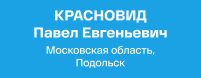 КРАСНОВИД
Павел Евгеньевич
Московская область,
Подольск